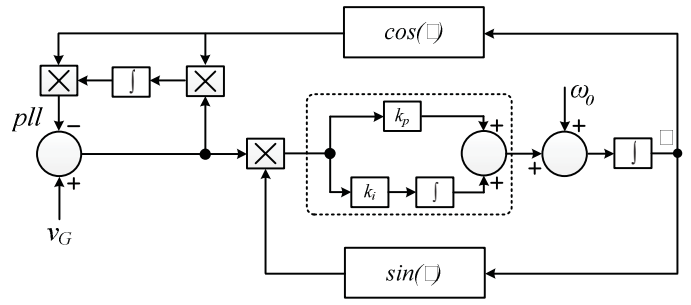 cos(□)
∫
pll
−
k_p
+
ω_0
+
□
+
+
∫
+
k_i
∫
+
v_G
sin(□)